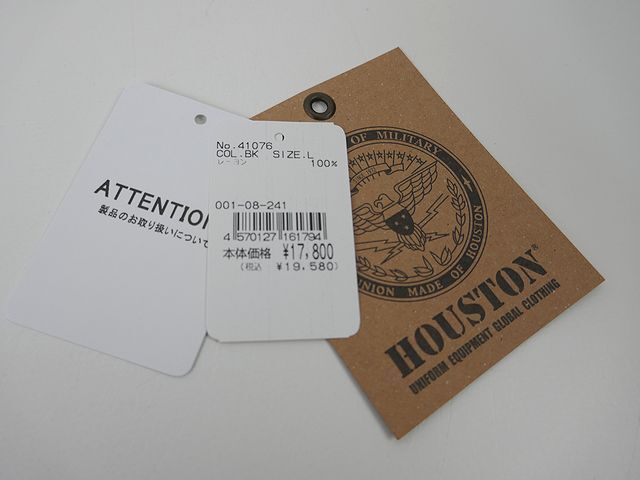 ATTENTION
製品のお取り扱いについて
No.41076
COL.BK SIZE.L
レーヨン 100%
001-08-241
4 570127 161794
本体価格 ¥17,800
(税込 ¥19,580)
OF MILITARY
UNION MADE OF HOUSTON
HOUSTON®
UNIFORM EQUIPMENT GLOBAL CLOTHING